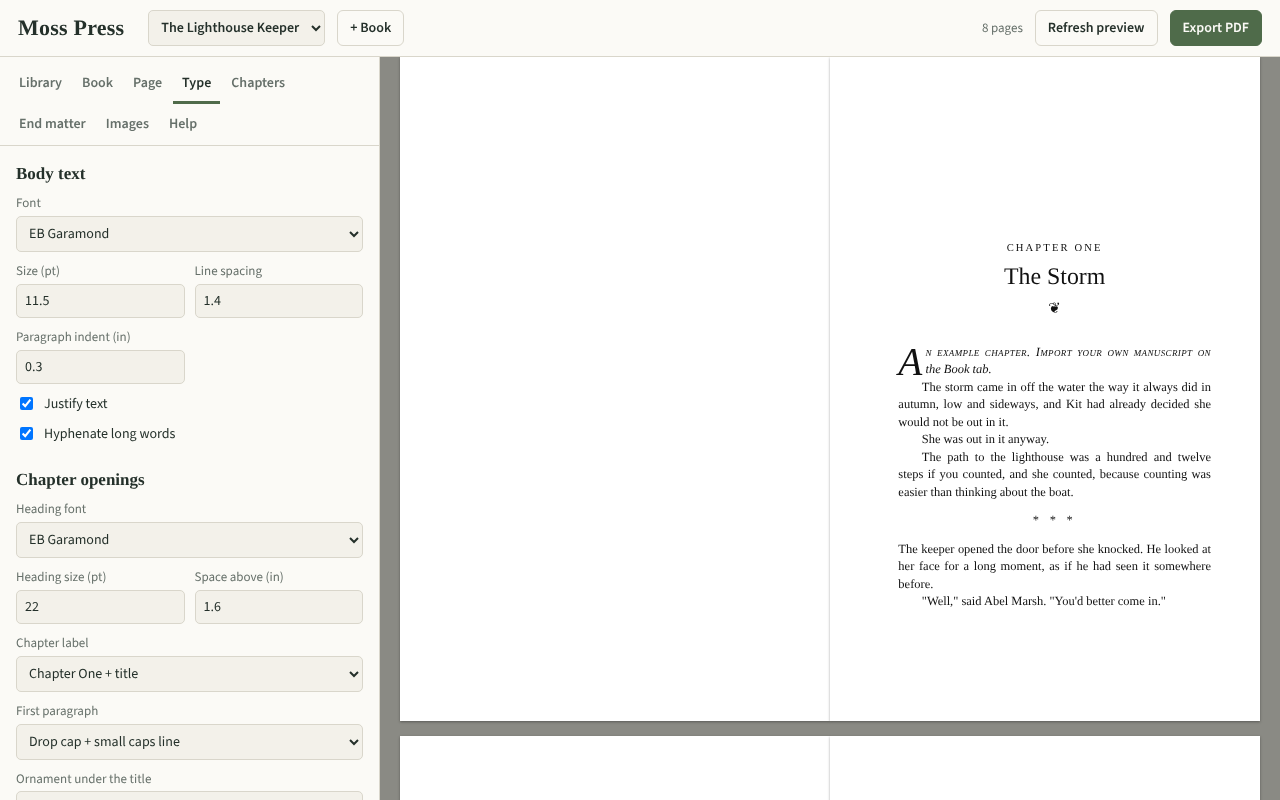 Moss Press
The Lighthouse Keeper
+ Book
8 pages
Refresh preview
Export PDF
Library
Book
Page
Type
Chapters
End matter
Images
Help
Body text
Font
EB Garamond
Size (pt)
Line spacing
11.5
1.4
Paragraph indent (in)
0.3
Justify text
Hyphenate long words
Chapter openings
Heading font
EB Garamond
Heading size (pt)
Space above (in)
22
1.6
Chapter label
Chapter One + title
First paragraph
Drop cap + small caps line
Ornament under the title
CHAPTER ONE
The Storm
❦
An example chapter. Import your own manuscript on
the Book tab.
The storm came in off the water the way it always did in
autumn, low and sideways, and Kit had already decided she
would not be out in it.
She was out in it anyway.
The path to the lighthouse was a hundred and twelve
steps if you counted, and she counted, because counting was
easier than thinking about the boat.
* * *
The keeper opened the door before she knocked. He looked at
her face for a long moment, as if he had seen it somewhere
before.
"Well," said Abel Marsh. "You'd better come in."